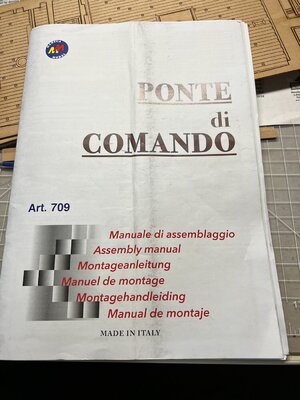 PONTE
di
COMANDO
Art. 709
Manuale di assemblaggio
Assembly manual
Montageanleitung
Manuel de montage
Montagehandleiding
Manual de montaje
MADE IN ITALY